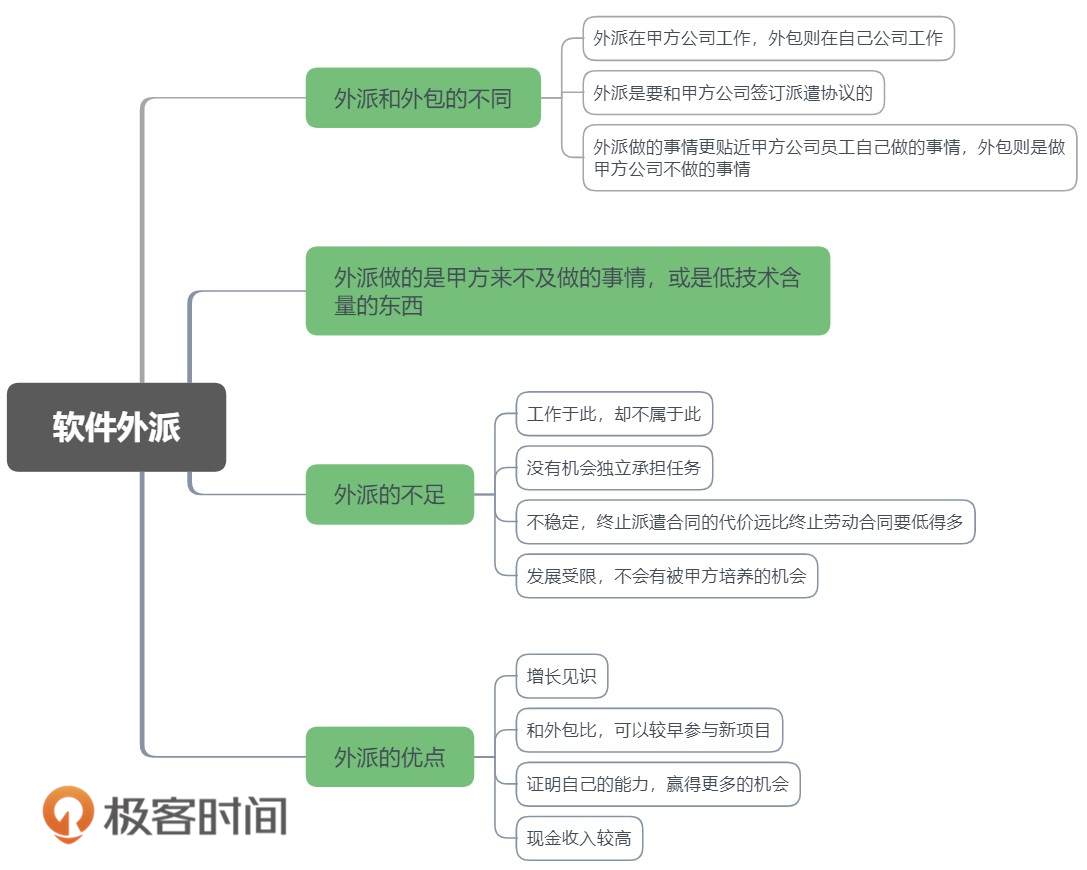 外派在甲方公司工作，外包则在自己公司工作
外派和外包的不同
外派是要和甲方公司签订派遣协议的
外派做的事情更贴近甲方公司员工自己做的事情，外包则是做
甲方公司不做的事情
外派做的是甲方来不及做的事情，或是低技术含
量的东西
软件外派
工作于此，却不属于此
没有机会独立承担任务
外派的不足
不稳定，终止派遣合同的代价远比终止劳动合同要低得多
发展受限，不会有被甲方培养的机会
增长见识
和外包比，可以较早参与新项目
外派的优点
证明自己的能力，赢得更多的机会
现金收入较高
极客时间